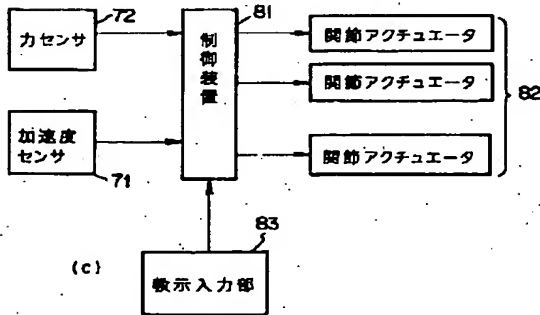 72
力センサ
81
制御装置
関節アクチュエータ
関節アクチュエータ
82
加速度
センサ
71
関節アクチュエータ
83
(c)
教示入力部